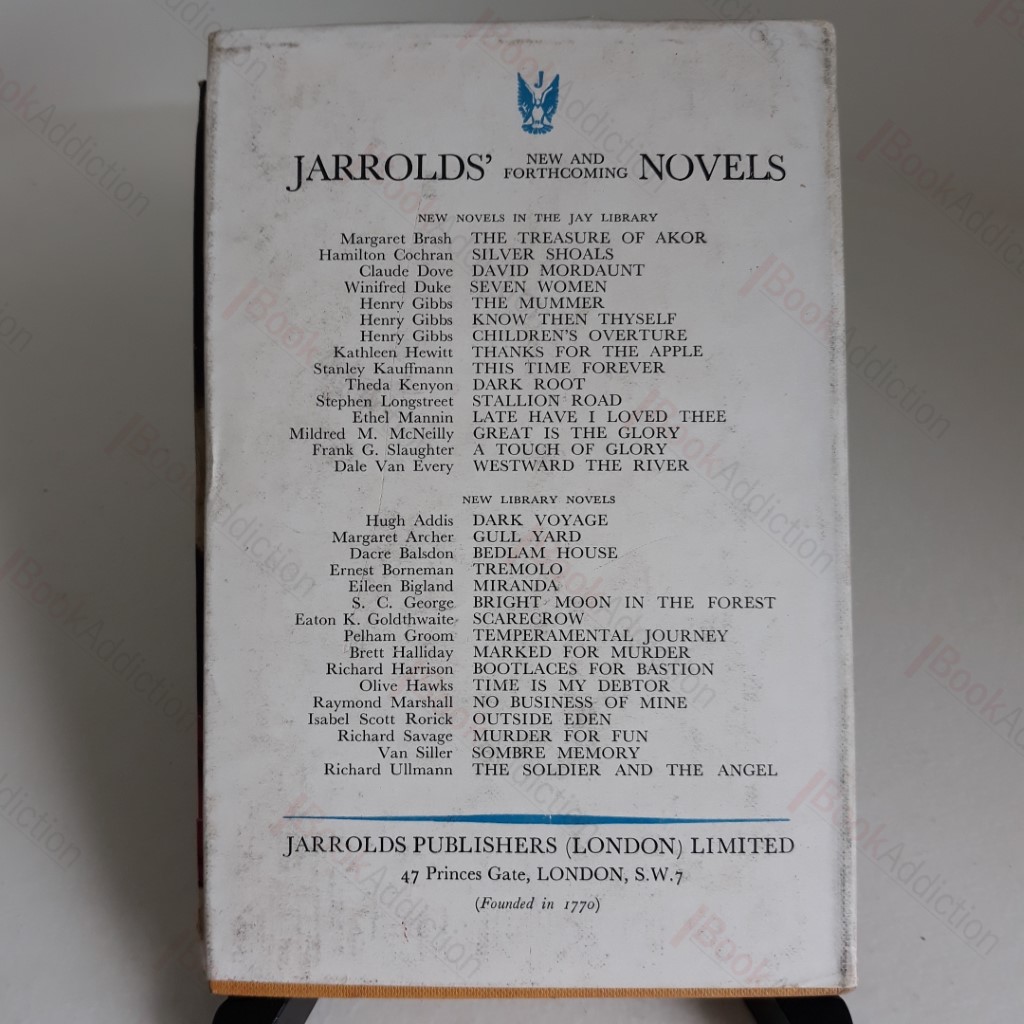 J
JARROLDS' NEW AND FORTHCOMING NOVELS
NEW NOVELS IN THE JAY LIBRARY
Margaret Brash THE TREASURE OF AKOR
Hamilton Cochran SILVER SHOALS
Claude Dove DAVID MORDAUNT
Winifred Duke SEVEN WOMEN
Henry Gibbs THE MUMMER
Henry Gibbs KNOW THEN THYSELF
Henry Gibbs CHILDREN'S OVERTURE
Kathleen Hewitt THANKS FOR THE APPLE
Stanley Kauffmann THIS TIME FOREVER
Theda Kenyon DARK ROOT
Stephen Longstreet STALLION ROAD
Ethel Mannin LATE HAVE I LOVED THEE
Mildred M. McNeilly GREAT IS THE GLORY
Frank G. Slaughter A TOUCH OF GLORY
Dale Van Every WESTWARD THE RIVER
NEW LIBRARY NOVELS
Hugh Addis DARK VOYAGE
Margaret Archer GULL YARD
Dacre Balsdon BEDLAM HOUSE
Ernest Borneman TREMOLO
Eileen Bigland MIRANDA
S. C. George BRIGHT MOON IN THE FOREST
Eaton K. Goldthwaite SCARECROW
Pelham Groom TEMPERAMENTAL JOURNEY
Brett Halliday MARKED FOR MURDER
Richard Harrison BOOTLACES FOR BASTION
Olive Hawks TIME IS MY DEBTOR
Raymond Marshall NO BUSINESS OF MINE
Isabel Scott Rorick OUTSIDE EDEN
Richard Savage MURDER FOR FUN
Van Siller SOMBRE MEMORY
Richard Ullmann THE SOLDIER AND THE ANGEL
JARROLDS PUBLISHERS (LONDON) LIMITED
47 Princes Gate, LONDON, S.W.7
(Founded in 1770)
BookAddiction